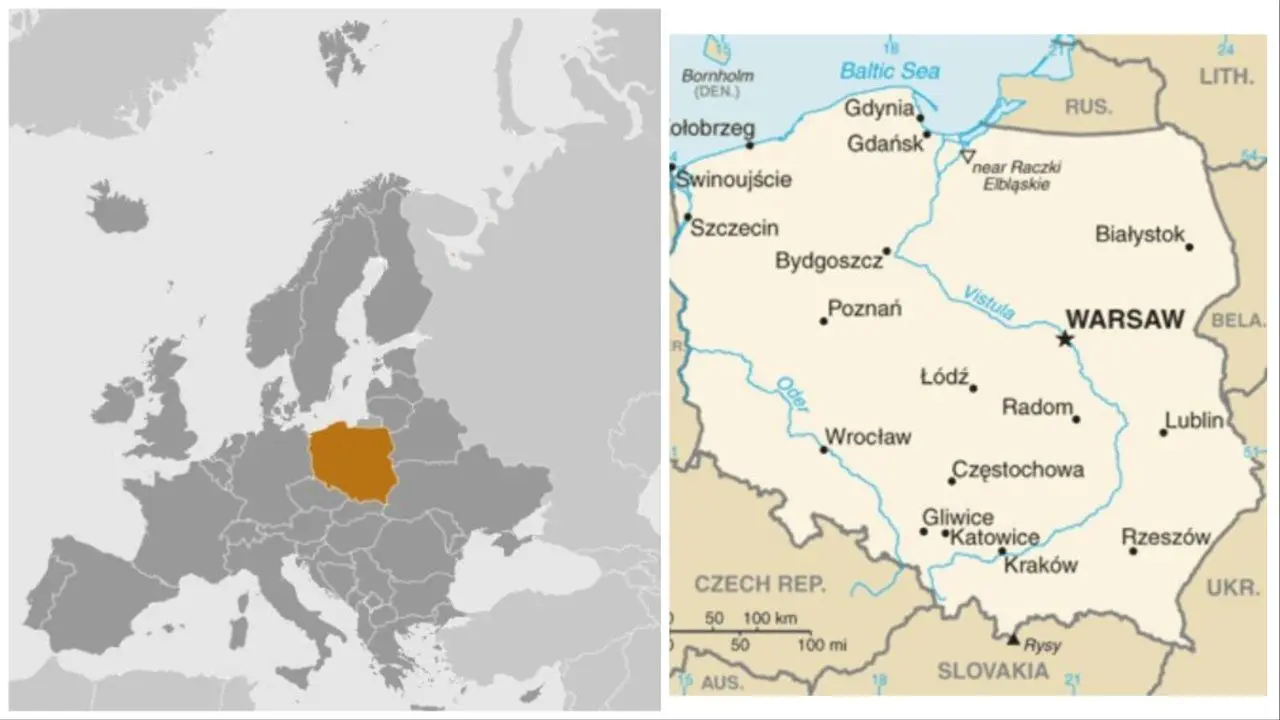 15
18
21
24
Bornholm
(DEN.)
Baltic Sea
LITH.
RUS.
Gdynia
ołobrzeg
Gdańsk
54
near Raczki
Elbląskie
Świnoujście
Szczecin
Białystok
Bydgoszcz
Vistula
Poznań
WARSAW
BELA.
R.
Łódź
Oder
Radom
Lublin
Wrocław
51
Częstochowa
Gliwice
Katowice
Rzeszów
Kraków
CZECH REP.
UKR.
0 50 100 km
0 50 100 mi
Rysy
SLOVAKIA
15
AUS.
18
21